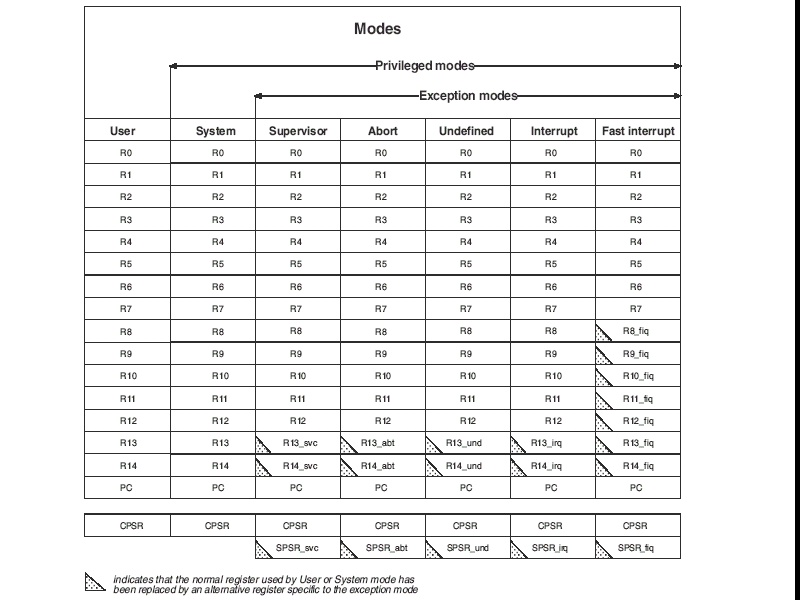 Modes
Privileged modes
Exception modes
User System Supervisor Abort Undefined Interrupt Fast interrupt
R0 R0 R0 R0 R0 R0 R0
R1 R1 R1 R1 R1 R1 R1
R2 R2 R2 R2 R2 R2 R2
R3 R3 R3 R3 R3 R3 R3
R4 R4 R4 R4 R4 R4 R4
R5 R5 R5 R5 R5 R5 R5
R6 R6 R6 R6 R6 R6 R6
R7 R7 R7 R7 R7 R7 R7
R8 R8 R8 R8 R8 R8 R8_fiq
R9 R9 R9 R9 R9 R9 R9_fiq
R10 R10 R10 R10 R10 R10 R10_fiq
R11 R11 R11 R11 R11 R11 R11_fiq
R12 R12 R12 R12 R12 R12 R12_fiq
R13 R13 R13_svc R13_abt R13_und R13_irq R13_fiq
R14 R14 R14_svc R14_abt R14_und R14_irq R14_fiq
PC PC PC PC PC PC PC
CPSR CPSR CPSR CPSR CPSR CPSR CPSR
SPSR_svc SPSR_abt SPSR_und SPSR_irq SPSR_fiq
indicates that the normal register used by User or System mode has
been replaced by an alternative register specific to the exception mode